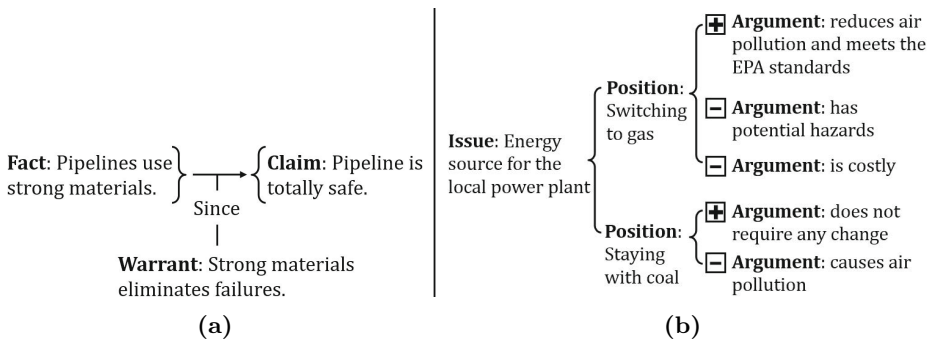 Fact: Pipelines use
strong materials.
Claim: Pipeline is
totally safe.
Since
Warrant: Strong materials
eliminates failures.
(a)
Issue: Energy
source for the
local power plant
Position:
Switching
to gas
+ Argument: reduces air
pollution and meets the
EPA standards
− Argument: has
potential hazards
− Argument: is costly
Position:
Staying
with coal
+ Argument: does not
require any change
− Argument: causes air
pollution
(b)